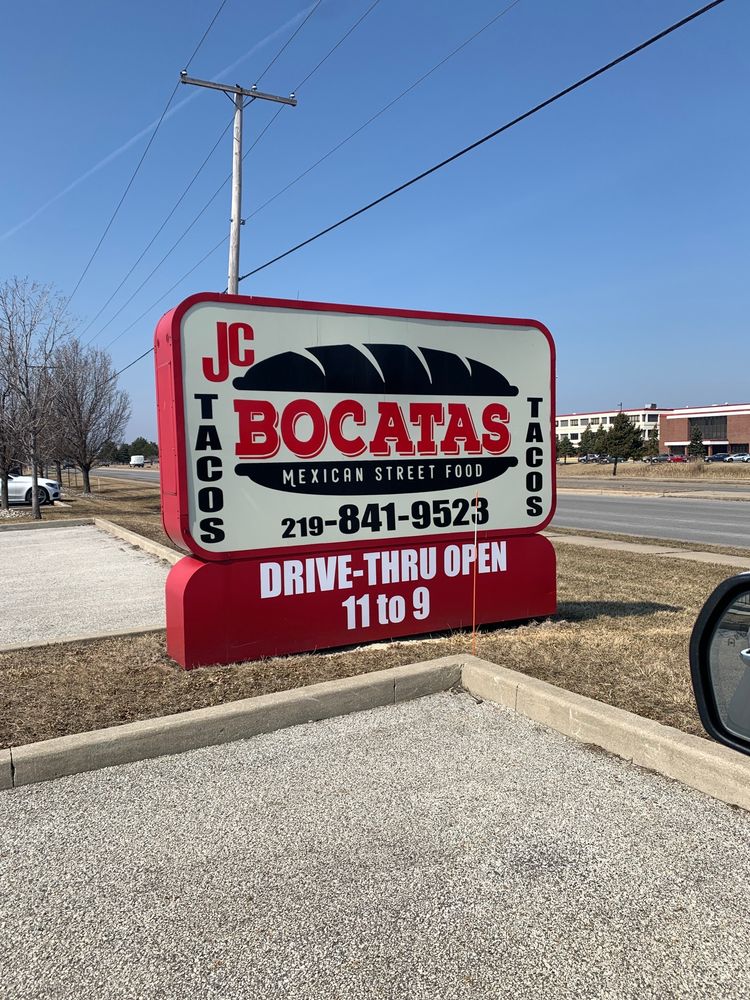 JC
TACOS
BOCATAS
MEXICAN STREET FOOD
TACOS
219-841-9523
DRIVE-THRU OPEN
11 to 9